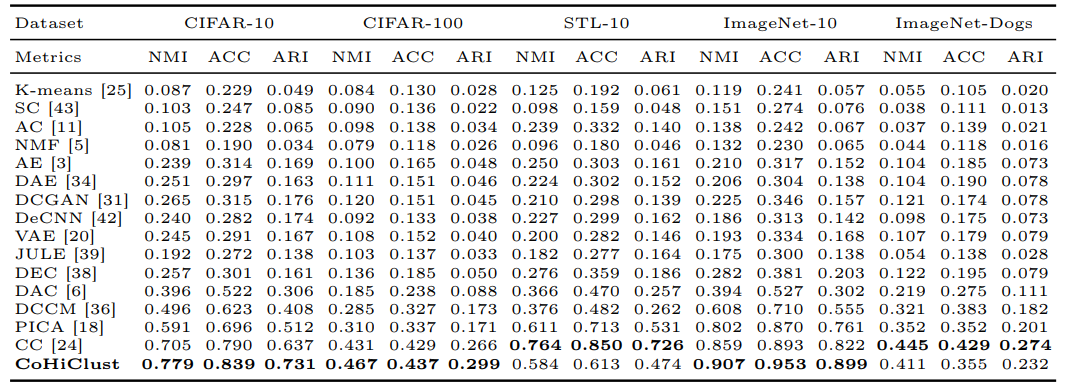 Dataset CIFAR-10 CIFAR-100 STL-10 ImageNet-10 ImageNet-Dogs
Metrics NMI ACC ARI NMI ACC ARI NMI ACC ARI NMI ACC ARI NMI ACC ARI
K-means [25] 0.087 0.229 0.049 0.084 0.130 0.028 0.125 0.192 0.061 0.119 0.241 0.057 0.055 0.105 0.020
SC [43] 0.103 0.247 0.085 0.090 0.136 0.022 0.098 0.159 0.048 0.151 0.274 0.076 0.038 0.111 0.013
AC [11] 0.105 0.228 0.065 0.098 0.138 0.034 0.239 0.332 0.140 0.138 0.242 0.067 0.037 0.139 0.021
NMF [5] 0.081 0.190 0.034 0.079 0.118 0.026 0.096 0.180 0.046 0.132 0.230 0.065 0.044 0.118 0.016
AE [3] 0.239 0.314 0.169 0.100 0.165 0.048 0.250 0.303 0.161 0.210 0.317 0.152 0.104 0.185 0.073
DAE [34] 0.251 0.297 0.163 0.111 0.151 0.046 0.224 0.302 0.152 0.206 0.304 0.138 0.104 0.190 0.078
DCGAN [31] 0.265 0.315 0.176 0.120 0.151 0.045 0.210 0.298 0.139 0.225 0.346 0.157 0.121 0.174 0.078
DeCNN [42] 0.240 0.282 0.174 0.092 0.133 0.038 0.227 0.299 0.162 0.186 0.313 0.142 0.098 0.175 0.073
VAE [20] 0.245 0.291 0.167 0.108 0.152 0.040 0.200 0.282 0.146 0.193 0.334 0.168 0.107 0.179 0.079
JULE [39] 0.192 0.272 0.138 0.103 0.137 0.033 0.182 0.277 0.164 0.175 0.300 0.138 0.054 0.138 0.028
DEC [38] 0.257 0.301 0.161 0.136 0.185 0.050 0.276 0.359 0.186 0.282 0.381 0.203 0.122 0.195 0.079
DAC [6] 0.396 0.522 0.306 0.185 0.238 0.088 0.366 0.470 0.257 0.394 0.527 0.302 0.219 0.275 0.111
DCCM [36] 0.496 0.623 0.408 0.285 0.327 0.173 0.376 0.482 0.262 0.608 0.710 0.555 0.321 0.383 0.182
PICA [18] 0.591 0.696 0.512 0.310 0.337 0.171 0.611 0.713 0.531 0.802 0.870 0.761 0.352 0.352 0.201
CC [24] 0.705 0.790 0.637 0.431 0.429 0.266 0.764 0.850 0.726 0.859 0.893 0.822 0.445 0.429 0.274
CoHiClust 0.779 0.839 0.731 0.467 0.437 0.299 0.584 0.613 0.474 0.907 0.953 0.899 0.411 0.355 0.232